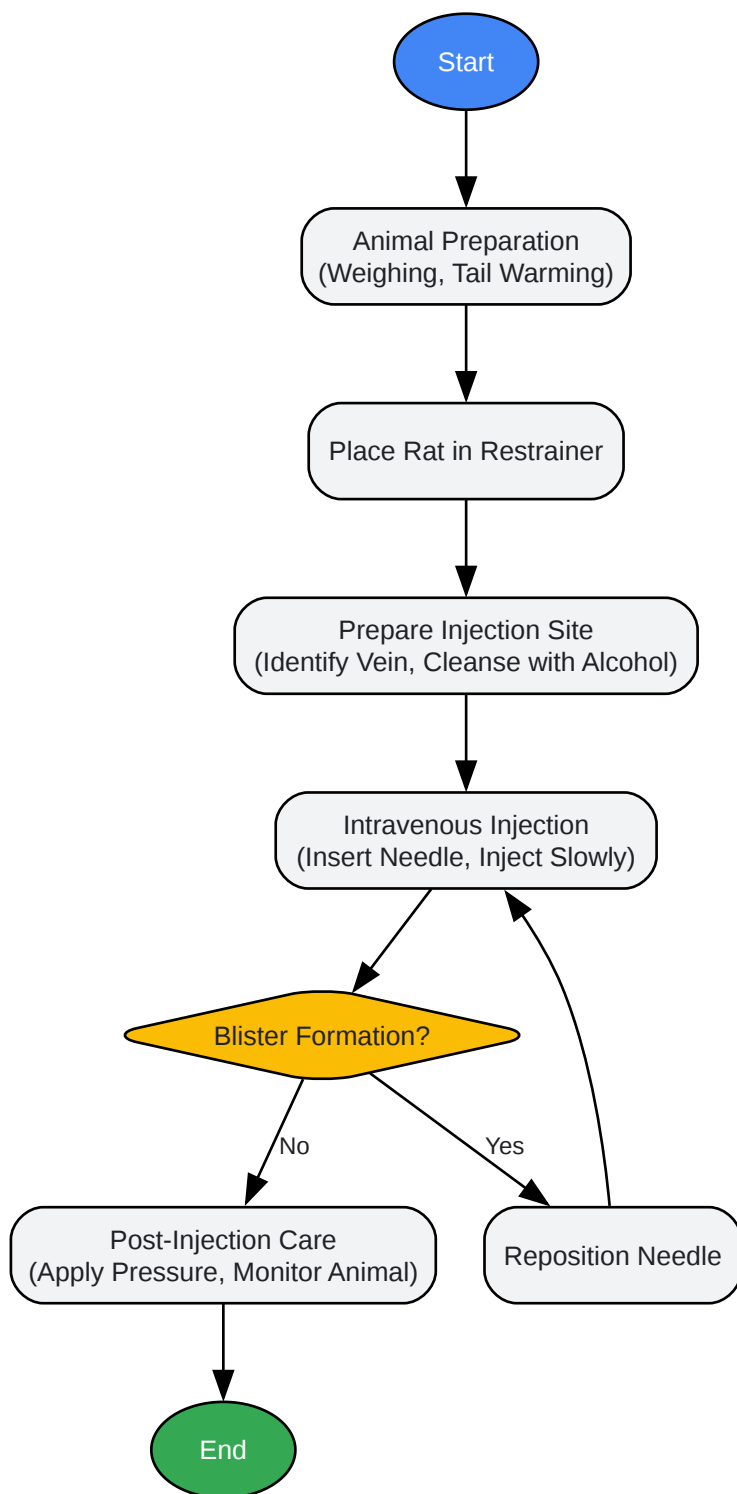 Start
Animal Preparation
(Weighing, Tail Warming)
Place Rat in Restrainer
Prepare Injection Site
(Identify Vein, Cleanse with Alcohol)
Intravenous Injection
(Insert Needle, Inject Slowly)
Blister Formation?
No
Yes
Post-Injection Care
(Apply Pressure, Monitor Animal)
Reposition Needle
End